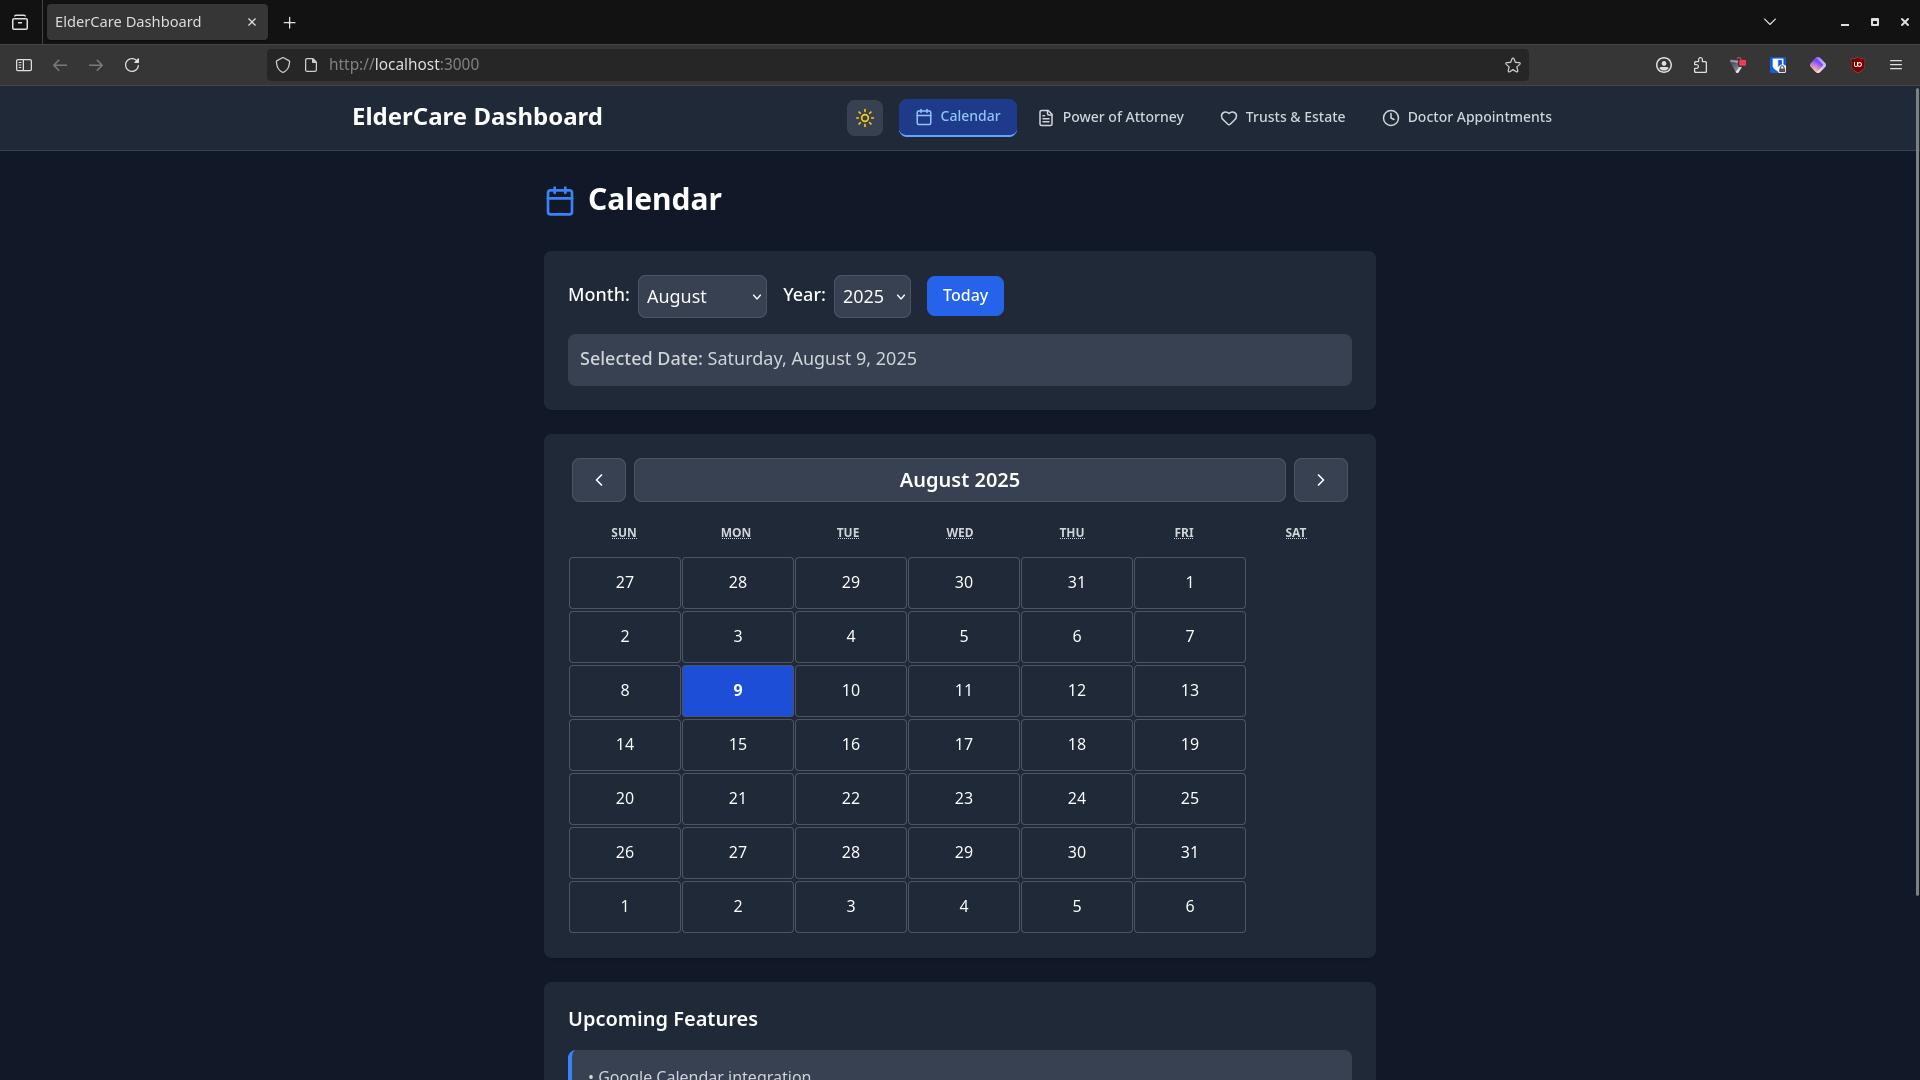 ElderCare Dashboard
http://localhost:3000
ElderCare Dashboard
Calendar
Power of Attorney
Trusts & Estate
Doctor Appointments
Calendar
Month: August Year: 2025 Today
Selected Date: Saturday, August 9, 2025
August 2025
SUN MON TUE WED THU FRI SAT
27 28 29 30 31 1
2 3 4 5 6 7
8 9 10 11 12 13
14 15 16 17 18 19
20 21 22 23 24 25
26 27 28 29 30 31
1 2 3 4 5 6
Upcoming Features
• Google Calendar integration